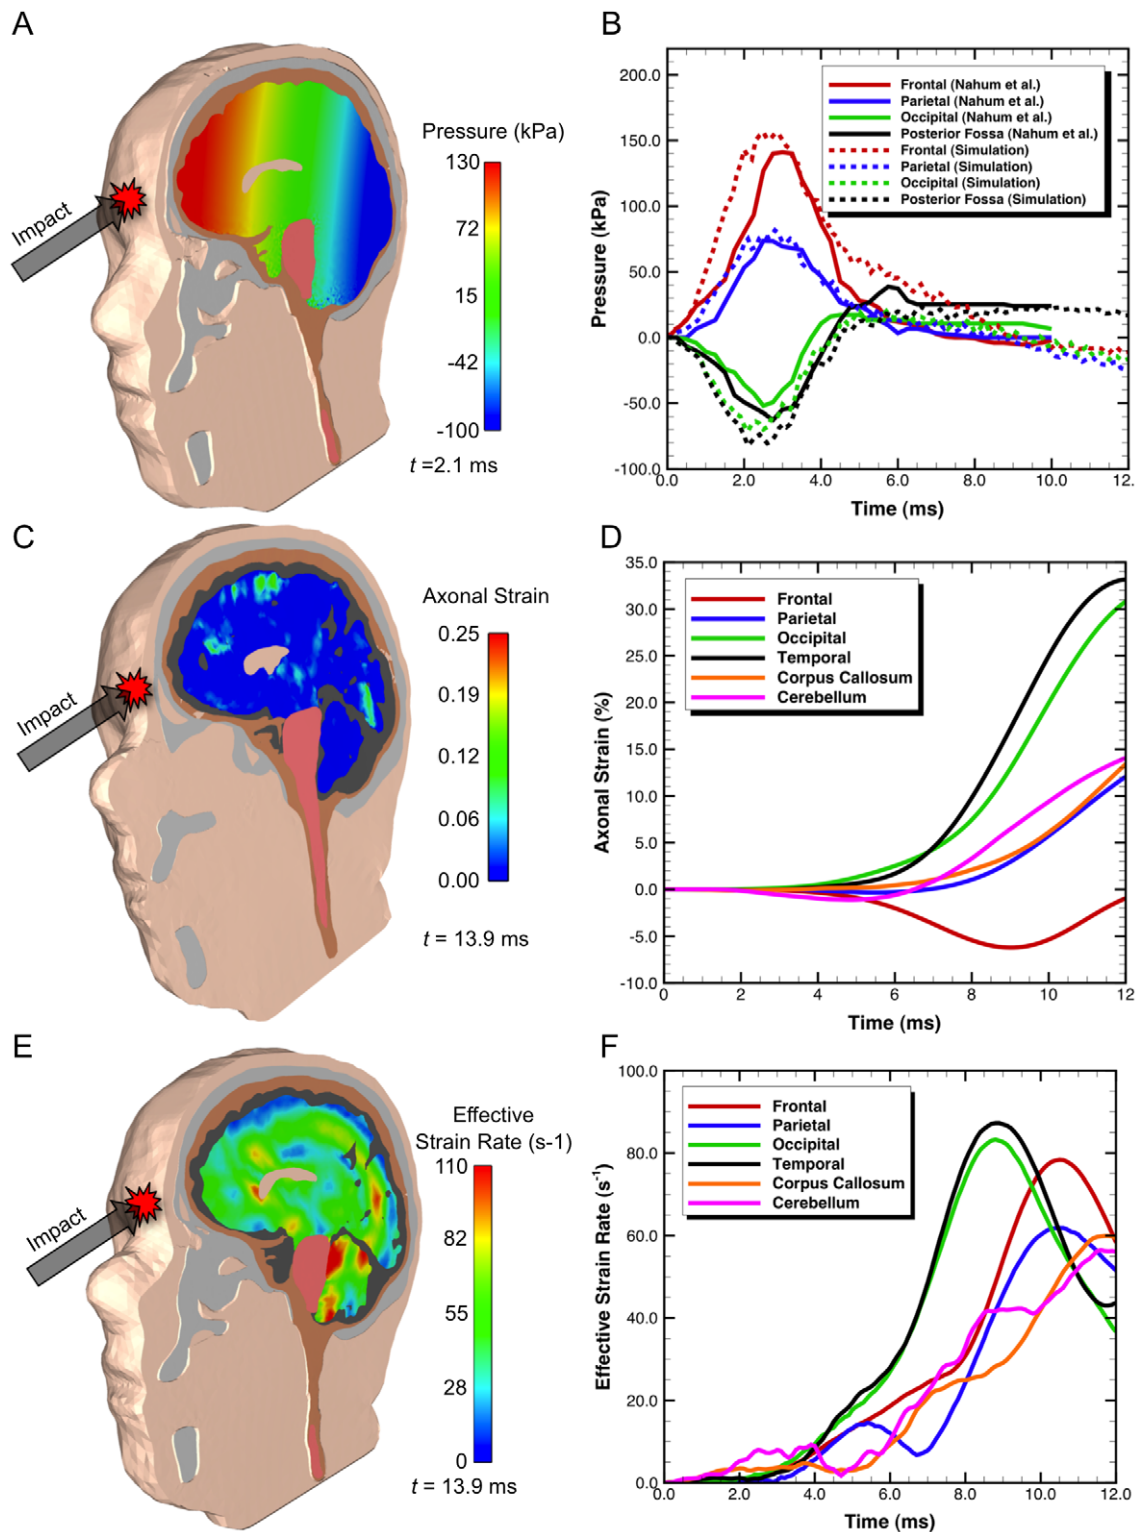 A
Impact
Pressure (kPa)
130
72
15
-42
-100
t =2.1 ms
B
Pressure (kPa)
200.0
150.0
100.0
50.0
0.0
-50.0
-100.0
Frontal (Nahum et al.)
Parietal (Nahum et al.)
Occipital (Nahum et al.)
Posterior Fossa (Nahum et al.)
Frontal (Simulation)
Parietal (Simulation)
Occipital (Simulation)
Posterior Fossa (Simulation)
0.0 2.0 4.0 6.0 8.0 10.0 12.
Time (ms)
C
Impact
Axonal Strain
0.25
0.19
0.12
0.06
0.00
t = 13.9 ms
D
Axonal Strain (%)
35.0
30.0
25.0
20.0
15.0
10.0
5.0
0.0
-5.0
-10.0
Frontal
Parietal
Occipital
Temporal
Corpus Callosum
Cerebellum
0 2 4 6 8 10 12
Time (ms)
E
Impact
Effective
Strain Rate (s-1)
110
82
55
28
0
t = 13.9 ms
F
Effective Strain Rate (s⁻¹)
100.0
80.0
60.0
40.0
20.0
0.0
Frontal
Parietal
Occipital
Temporal
Corpus Callosum
Cerebellum
0.0 2.0 4.0 6.0 8.0 10.0 12.0
Time (ms)